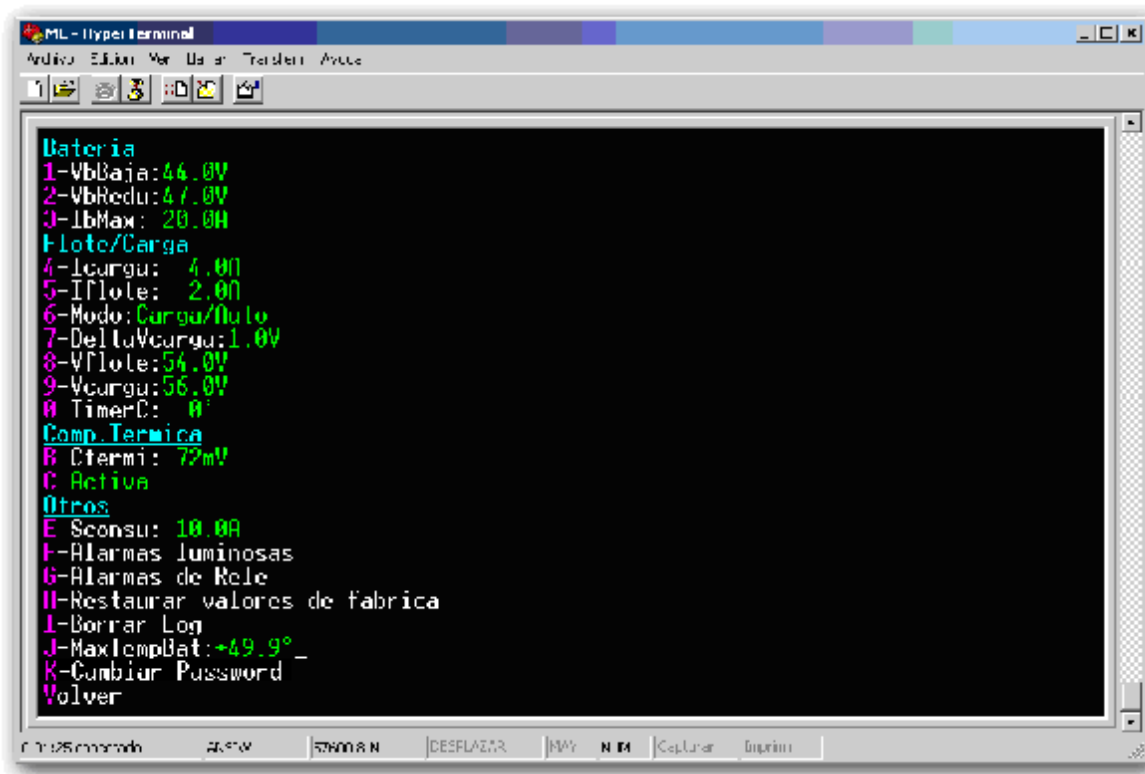 ML - HyperTerminal
Archivo Edición Ver Llamar Transferir Ayuda
Bateria
1-VbBaja:44.0V
2-VbRedu:47.0V
3-IbMax: 20.0A
Flote/Carga
4-Icarga: 4.0A
5-Iflote: 2.0A
6-Modo:Carga/Auto
7-DeltaVcarga:1.0V
8-Vflote:54.0V
9-Vcarga:56.0V
0 TimerC: 0'
Comp.Termica
B Ctermi: 72mV
C Activa
Otros
E Sconsu: 10.0A
F-Alarmas luminosas
G-Alarmas de Rele
H-Restaurar valores de fabrica
I-Borrar Log
J-MaxTempBat:+49.9°_
K-Cambiar Password
Volver
conectado ANSIW 57600 8-N DESPLAZAR MAY NUM Capturar Imprimir